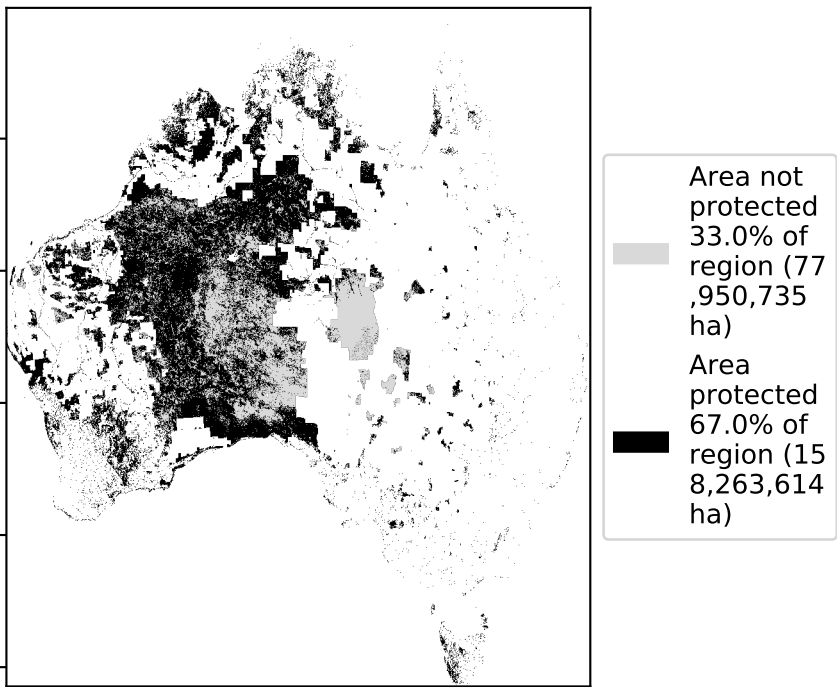 Area not
protected
33.0% of
region (77
,950,735
ha)
Area
protected
67.0% of
region (15
8,263,614
ha)